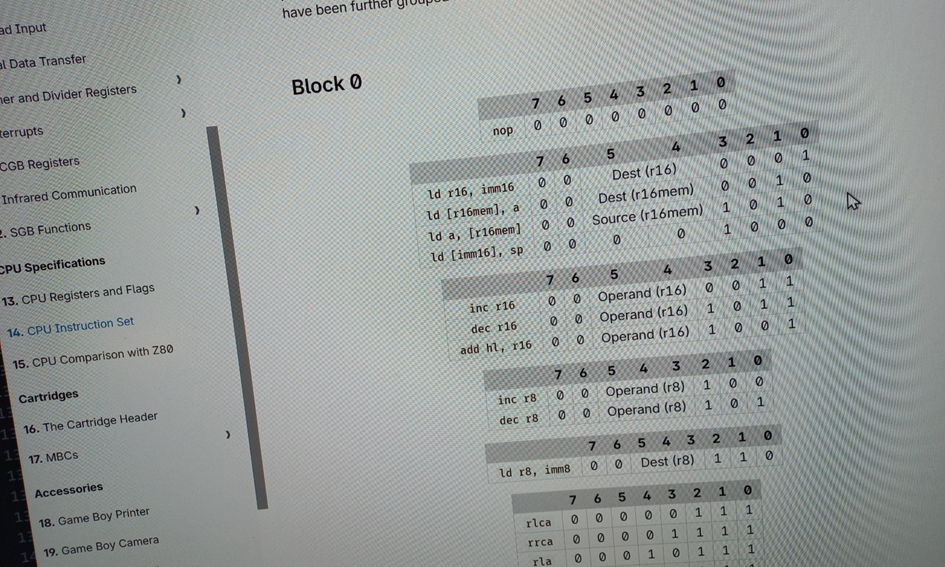 ad Input
al Data Transfer
er and Divider Registers
terrupts
CGB Registers
Infrared Communication
2. SGB Functions
CPU Specifications
13. CPU Registers and Flags
14. CPU Instruction Set
15. CPU Comparison with Z80
Cartridges
16. The Cartridge Header
17. MBCs
Accessories
18. Game Boy Printer
19. Game Boy Camera
have been further grouped
Block 0
7 6 5 4 3 2 1 0
nop 0 0 0 0 0 0 0 0
7 6 5 4 3 2 1 0
ld r16, imm16 0 0 Dest (r16) 0 0 0 1
ld [r16mem], a 0 0 Dest (r16mem) 0 0 1 0
ld a, [r16mem] 0 0 Source (r16mem) 1 0 1 0
ld [imm16], sp 0 0 0 0 1 0 0 0
7 6 5 4 3 2 1 0
inc r16 0 0 Operand (r16) 0 0 1 1
dec r16 0 0 Operand (r16) 1 0 1 1
add hl, r16 0 0 Operand (r16) 1 0 0 1
7 6 5 4 3 2 1 0
inc r8 0 0 Operand (r8) 1 0 0
dec r8 0 0 Operand (r8) 1 0 1
7 6 5 4 3 2 1 0
ld r8, imm8 0 0 Dest (r8) 1 1 0
7 6 5 4 3 2 1 0
rlca 0 0 0 0 0 1 1 1
rrca 0 0 0 0 1 1 1 1
rla 0 0 0 1 0 1 1 1